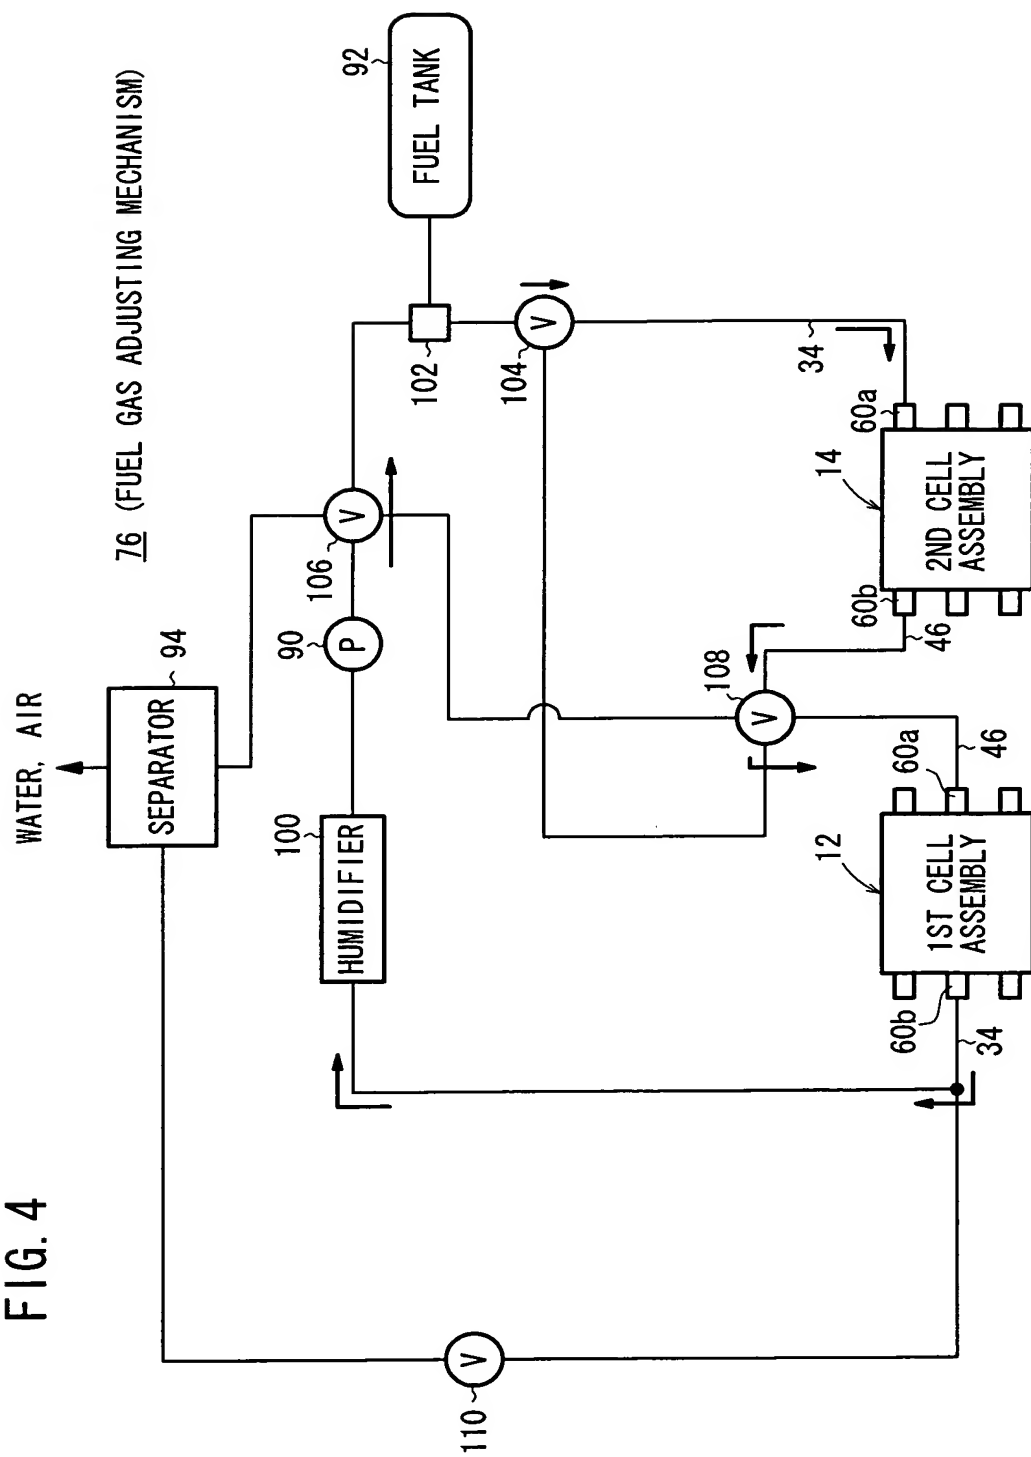 FIG. 4
76 (FUEL GAS ADJUSTING MECHANISM)
WATER, AIR
SEPARATOR
94
92
FUEL TANK
100
HUMIDIFIER
90
P
106
V
102
104
V
110
V
108
V
34
46
60b
60a
14
2ND CELL
ASSEMBLY
46
60a
12
1ST CELL
ASSEMBLY
60b
34